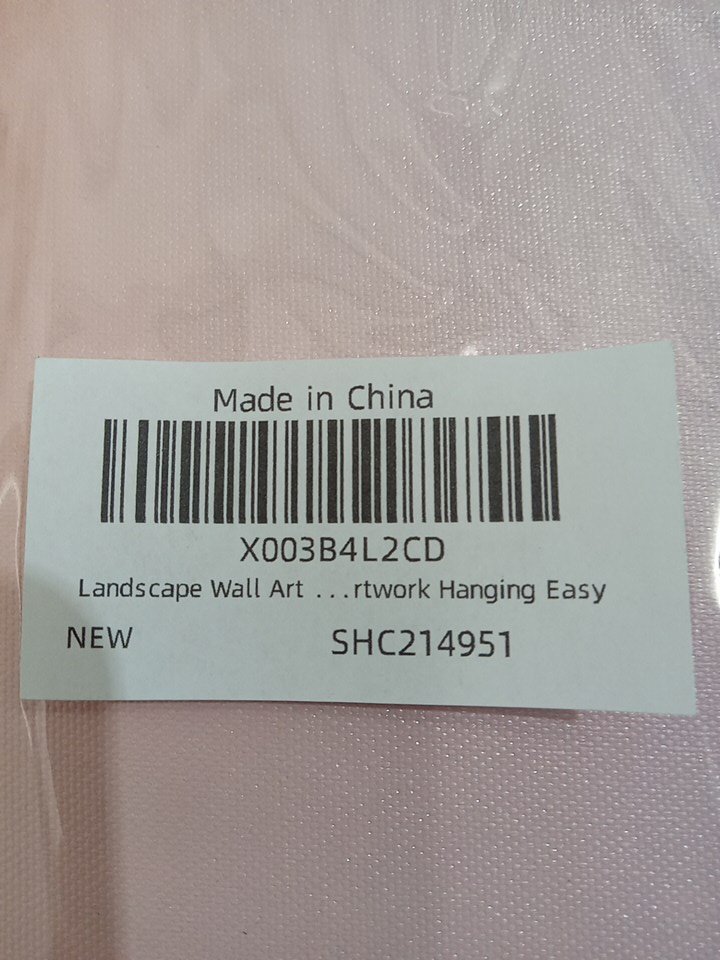 Made in China
X003B4L2CD
Landscape Wall Art ...rtwork Hanging Easy
NEW SHC214951